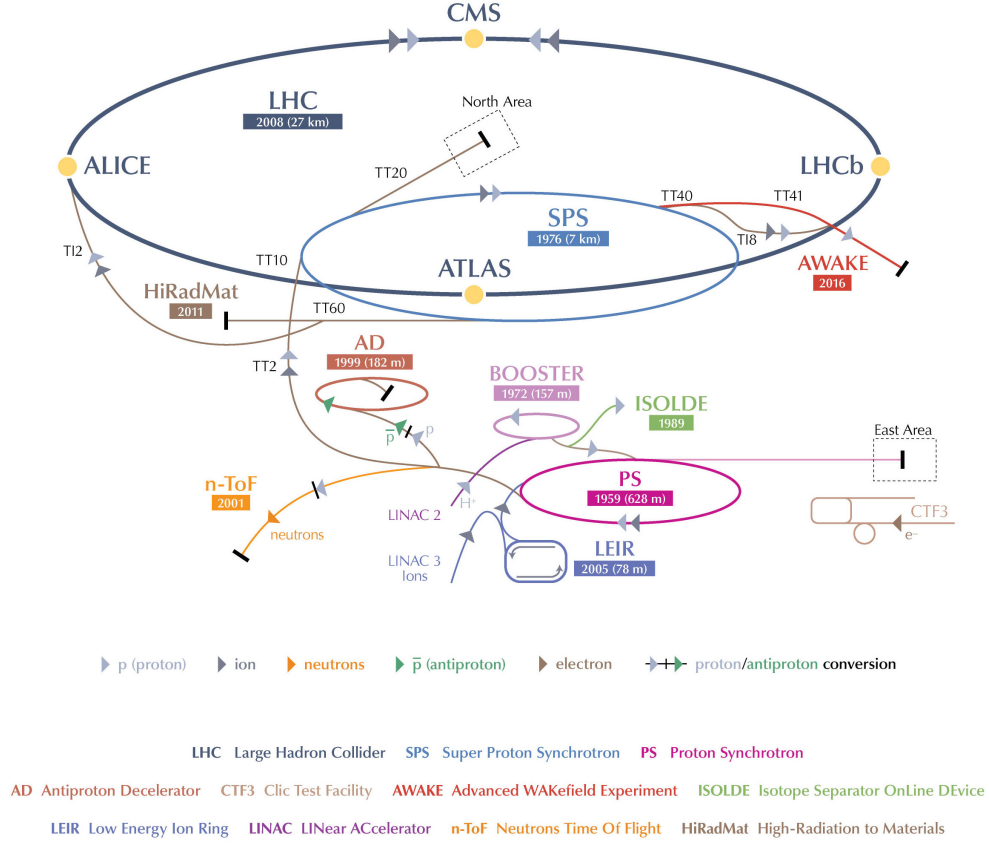 CMS
LHC
2008 (27 km)
North Area
ALICE
TT20
LHCb
TT40
TT41
SPS
1976 (7 km)
TI8
TI2
TT10
ATLAS
AWAKE
2016
HiRadMat
2011
TT60
AD
1999 (182 m)
TT2
BOOSTER
1972 (157 m)
ISOLDE
1989
p̅
p
East Area
n-ToF
2001
PS
1959 (628 m)
LINAC 2
H⁺
neutrons
CTF3
e⁻
LINAC 3
Ions
LEIR
2005 (78 m)
p (proton) ion neutrons p̅ (antiproton) electron proton/antiproton conversion
LHC Large Hadron Collider SPS Super Proton Synchrotron PS Proton Synchrotron
AD Antiproton Decelerator CTF3 Clic Test Facility AWAKE Advanced WAKefield Experiment ISOLDE Isotope Separator OnLine DEvice
LEIR Low Energy Ion Ring LINAC LINear ACcelerator n-ToF Neutrons Time Of Flight HiRadMat High-Radiation to Materials